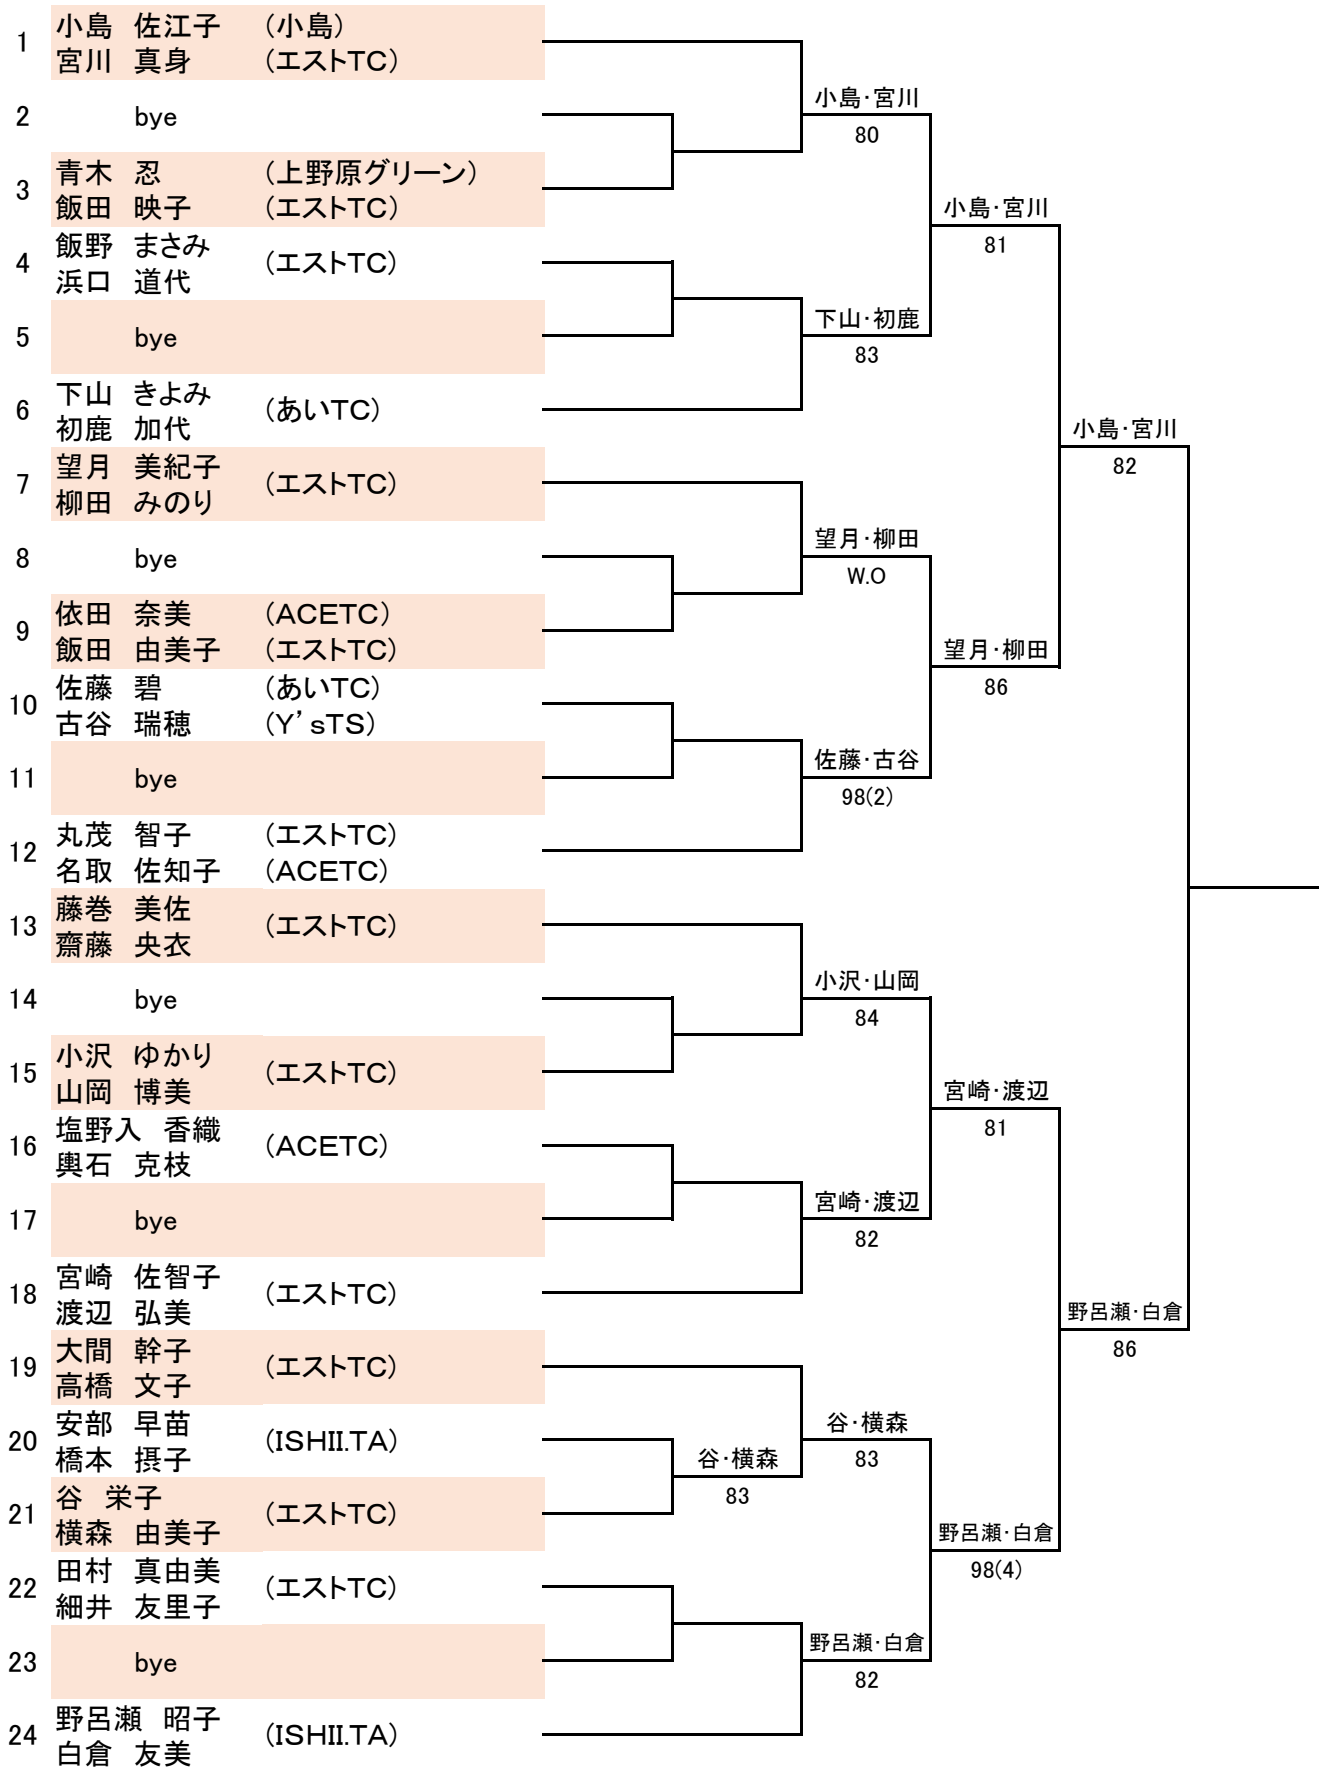 1 小島 佐江子 (小島)
宮川 真身 (エストTC)
小島・宮川
2 bye
80
3 青木 忍 (上野原グリーン)
飯田 映子 (エストTC)
小島・宮川
81
4 飯野 まさみ (エストTC)
浜口 道代
下山・初鹿
83
5 bye
6 下山 きよみ (あいTC)
初鹿 加代
小島・宮川
82
7 望月 美紀子 (エストTC)
柳田 みのり
望月・柳田
W.O
8 bye
9 依田 奈美 (ACETC)
飯田 由美子 (エストTC)
望月・柳田
86
10 佐藤 碧 (あいTC)
古谷 瑞穂 (Y'sTS)
佐藤・古谷
98(2)
11 bye
12 丸茂 智子 (エストTC)
名取 佐知子 (ACETC)
13 藤巻 美佐 (エストTC)
齋藤 央衣
小沢・山岡
84
14 bye
15 小沢 ゆかり (エストTC)
山岡 博美
宮崎・渡辺
81
16 塩野入 香織 (ACETC)
輿石 克枝
宮崎・渡辺
82
17 bye
18 宮崎 佐智子 (エストTC)
渡辺 弘美
野呂瀬・白倉
86
19 大間 幹子 (エストTC)
高橋 文子
谷・横森
83
20 安部 早苗 (ISHII.TA)
橋本 摂子
谷・横森
83
21 谷 栄子 (エストTC)
横森 由美子
野呂瀬・白倉
98(4)
22 田村 真由美 (エストTC)
細井 友里子
野呂瀬・白倉
82
23 bye
24 野呂瀬 昭子 (ISHII.TA)
白倉 友美